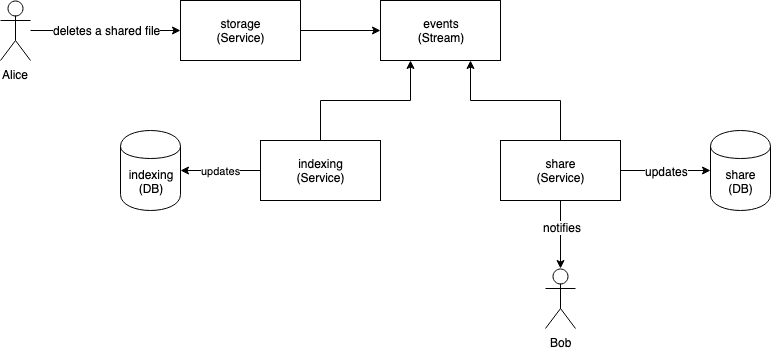 Alice
deletes a shared file
storage
(Service)
events
(Stream)
indexing
(DB)
updates
indexing
(Service)
share
(Service)
updates
share
(DB)
notifies
Bob